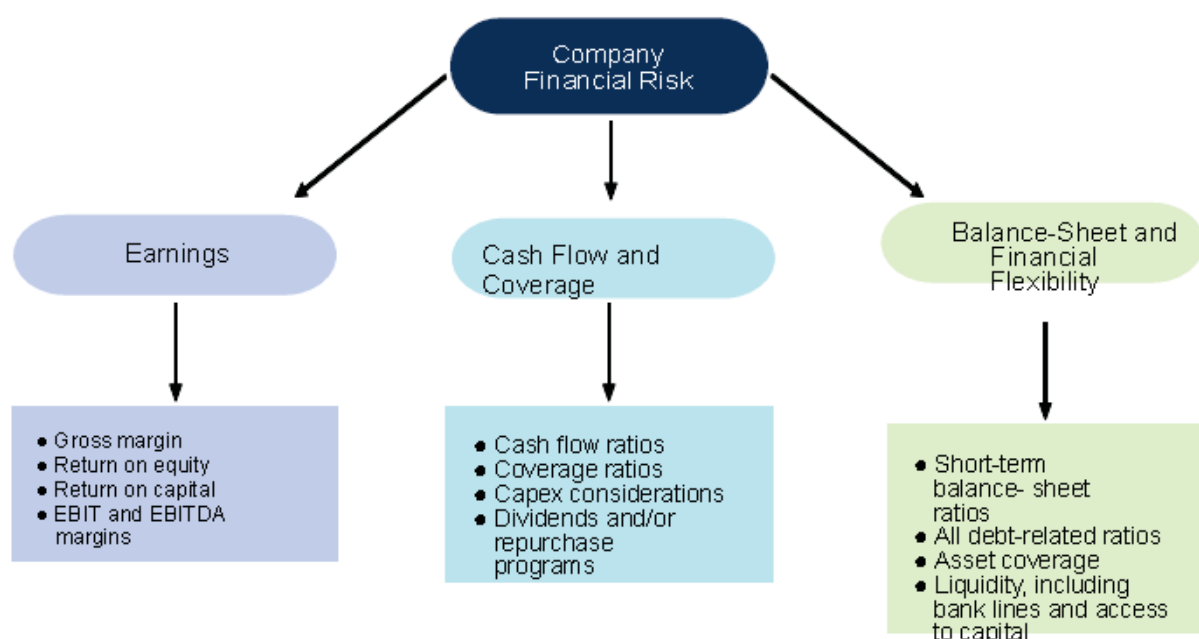 Company
Financial Risk
Earnings
Cash Flow and
Coverage
Balance-Sheet and
Financial
Flexibility
● Gross margin
● Return on equity
● Return on capital
● EBIT and EBITDA
margins
● Cash flow ratios
● Coverage ratios
● Capex considerations
● Dividends and/or
repurchase
programs
● Short-term
balance- sheet
ratios
● All debt-related ratios
● Asset coverage
● Liquidity, including
bank lines and access
to capital